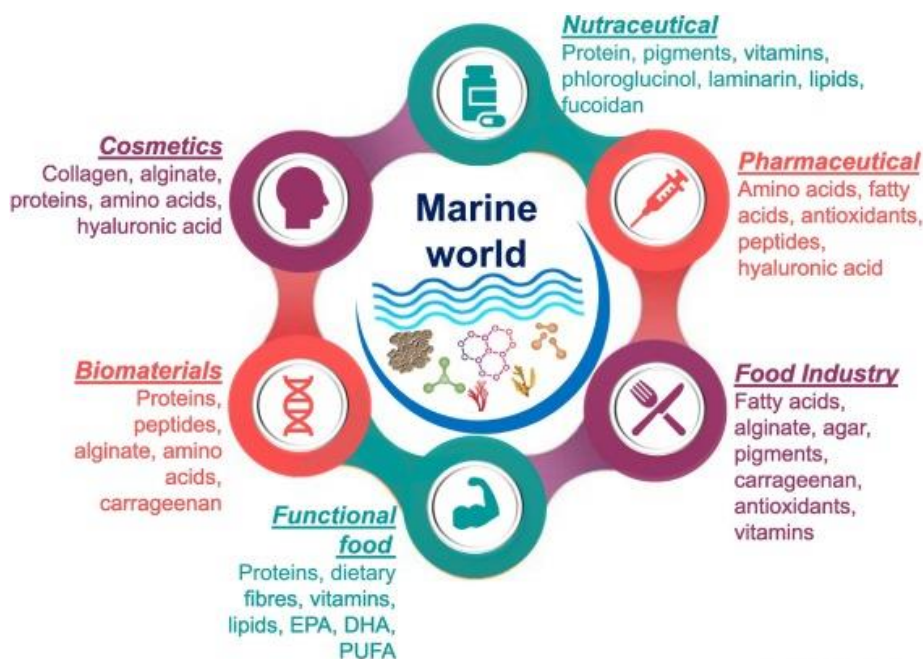 Nutraceutical
Protein, pigments, vitamins,
phloroglucinol, laminarin, lipids,
fucoidan
Cosmetics
Collagen, alginate,
proteins, amino acids,
hyaluronic acid
Pharmaceutical
Amino acids, fatty
acids, antioxidants,
peptides,
hyaluronic acid
Marine
world
Biomaterials
Proteins,
peptides,
alginate, amino
acids,
carrageenan
Food Industry
Fatty acids,
alginate, agar,
pigments,
carrageenan,
antioxidants,
vitamins
Functional
food
Proteins, dietary
fibres, vitamins,
lipids, EPA, DHA,
PUFA